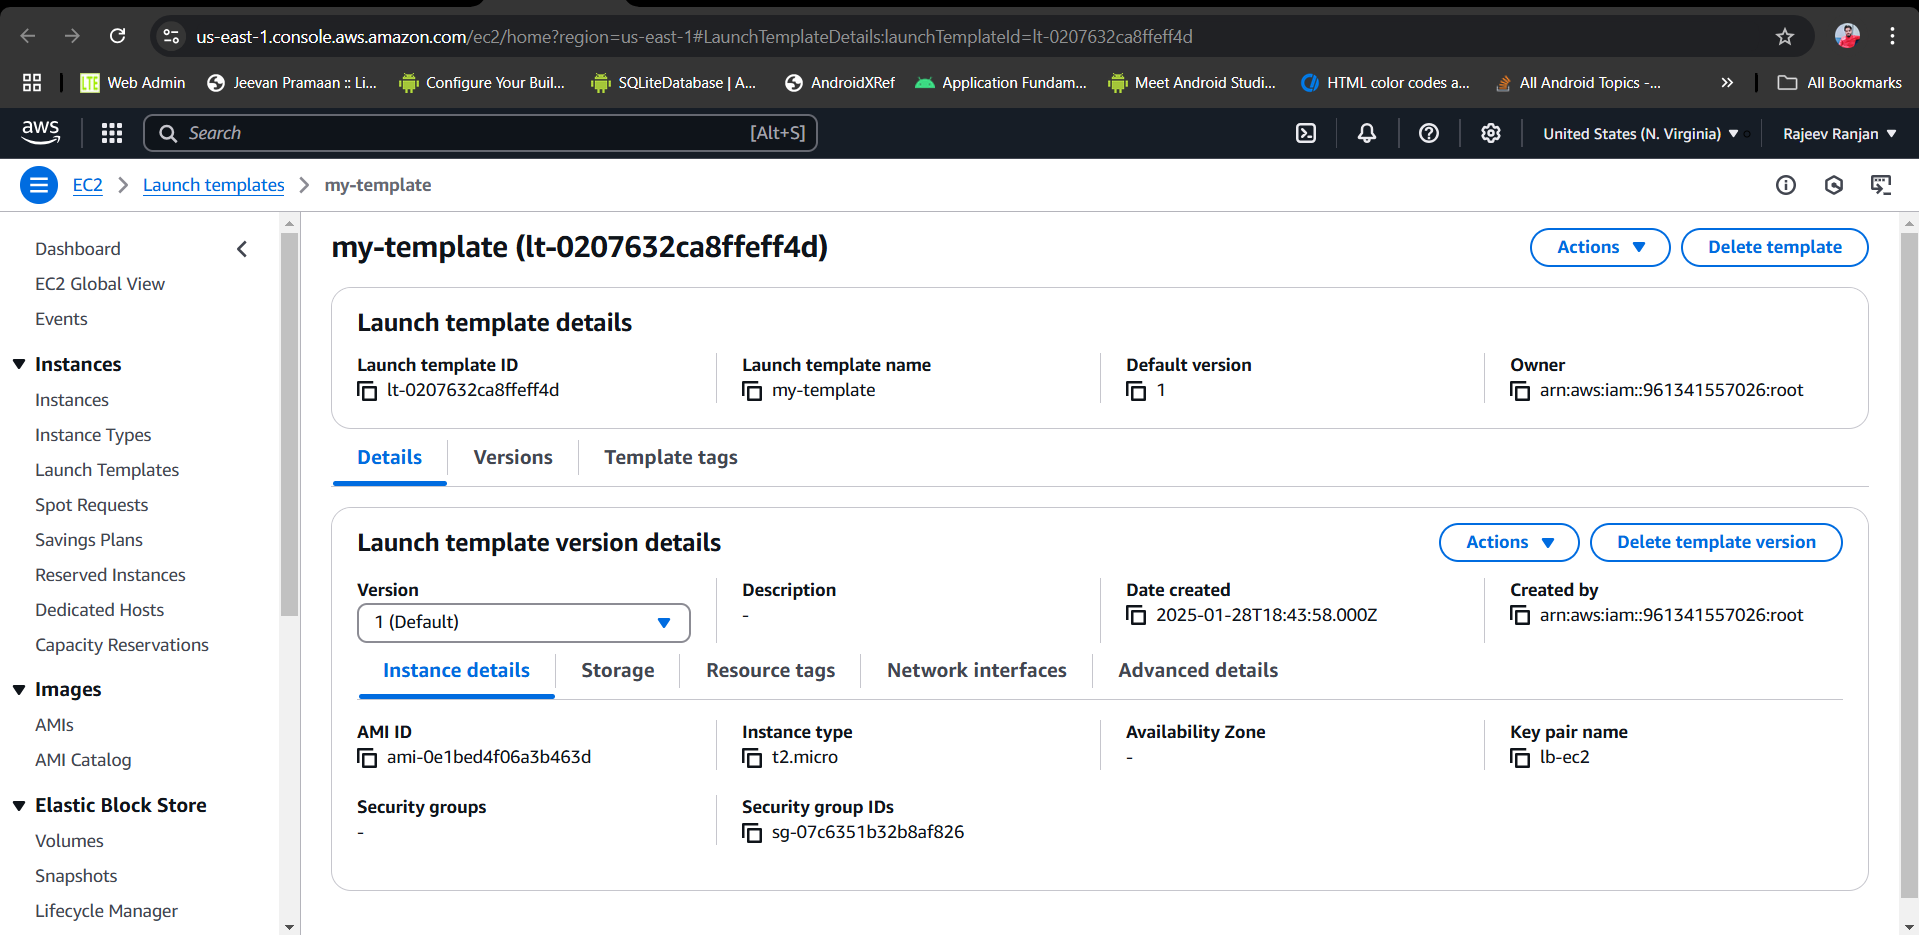 us-east-1.console.aws.amazon.com/ec2/home?region=us-east-1#LaunchTemplateDetails:launchTemplateId=lt-0207632ca8ffeff4d
LTE Web Admin Jeevan Pramaan :: Li... Configure Your Buil... SQLiteDatabase | A... AndroidXRef Application Fundam... Meet Android Studi... HTML color codes a... All Android Topics -... All Bookmarks
aws Search [Alt+S] United States (N. Virginia) Rajeev Ranjan
EC2 Launch templates my-template
Dashboard
EC2 Global View
Events
Instances
Instances
Instance Types
Launch Templates
Spot Requests
Savings Plans
Reserved Instances
Dedicated Hosts
Capacity Reservations
Images
AMIs
AMI Catalog
Elastic Block Store
Volumes
Snapshots
Lifecycle Manager
my-template (lt-0207632ca8ffeff4d)
Actions Delete template
Launch template details
Launch template ID Launch template name Default version Owner
lt-0207632ca8ffeff4d my-template 1 arn:aws:iam::961341557026:root
Details Versions Template tags
Launch template version details
Actions Delete template version
Version Description Date created Created by
1 (Default) - 2025-01-28T18:43:58.000Z arn:aws:iam::961341557026:root
Instance details Storage Resource tags Network interfaces Advanced details
AMI ID Instance type Availability Zone Key pair name
ami-0e1bed4f06a3b463d t2.micro - lb-ec2
Security groups Security group IDs
- sg-07c6351b32b8af826